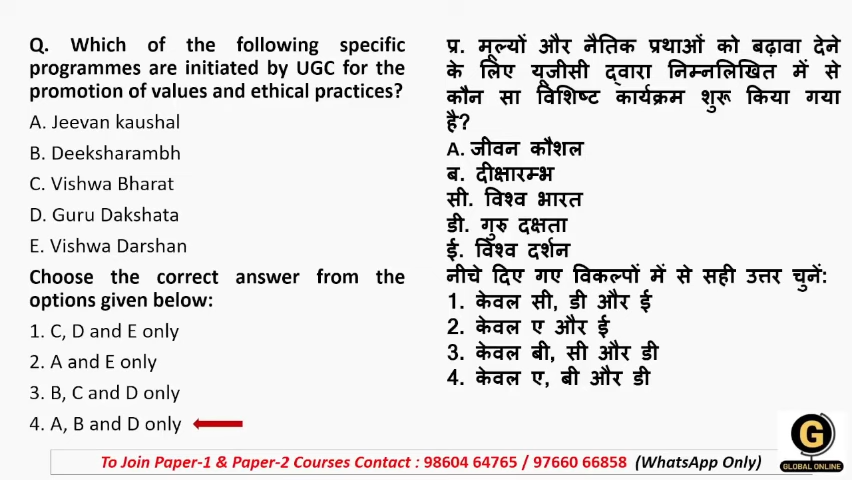 Q. Which of the following specific
programmes are initiated by UGC for the
promotion of values and ethical practices?
A. Jeevan kaushal
B. Deeksharambh
C. Vishwa Bharat
D. Guru Dakshata
E. Vishwa Darshan
Choose the correct answer from the
options given below:
1. C, D and E only
2. A and E only
3. B, C and D only
4. A, B and D only
प्र. मूल्यों और नैतिक प्रथाओं को बढ़ावा देने
के लिए यूजीसी द्वारा निम्नलिखित में से
कौन सा विशिष्ट कार्यक्रम शुरू किया गया
है?
A. जीवन कौशल
ब. दीक्षारम्भ
सी. विश्व भारत
डी. गुरु दक्षता
ई. विश्व दर्शन
नीचे दिए गए विकल्पों में से सही उत्तर चुनें:
1. केवल सी, डी और ई
2. केवल ए और ई
3. केवल बी, सी और डी
4. केवल ए, बी और डी
G
GLOBAL ONLINE
To Join Paper-1 & Paper-2 Courses Contact : 98604 64765 / 97660 66858 (WhatsApp Only)